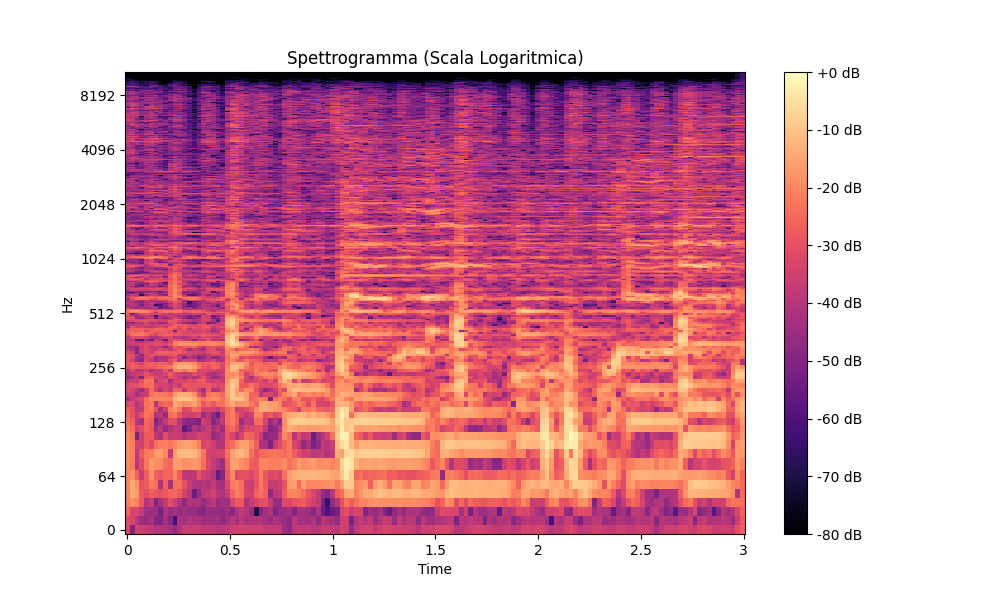 Spettrogramma (Scala Logaritmica)
Hz
8192
4096
2048
1024
512
256
128
64
0
0 0.5 1 1.5 2 2.5 3
Time
+0 dB
-10 dB
-20 dB
-30 dB
-40 dB
-50 dB
-60 dB
-70 dB
-80 dB